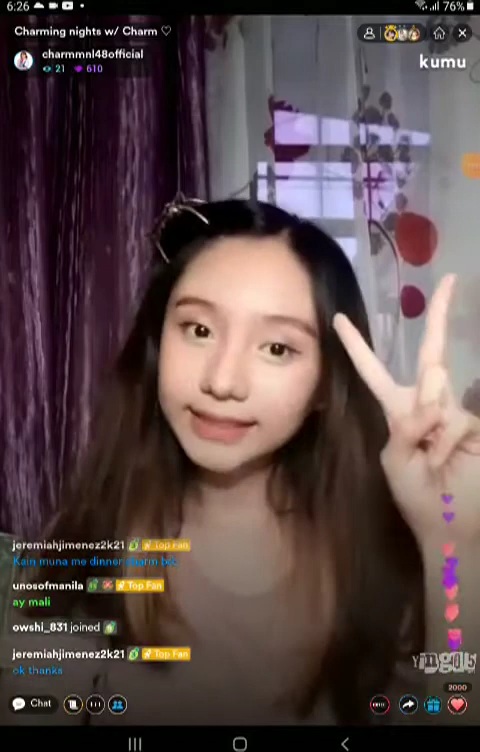 6:26
76%
Charming nights w/ Charm ♡
charmmnl48official
21 610
kumu
jeremiahjimenez2k21 Top Fan
Kain muna me dinner charm
unosofmanila Top Fan
ay mali
owshi_831 joined
jeremiahjimenez2k21 Top Fan
ok thanks
2000
Chat